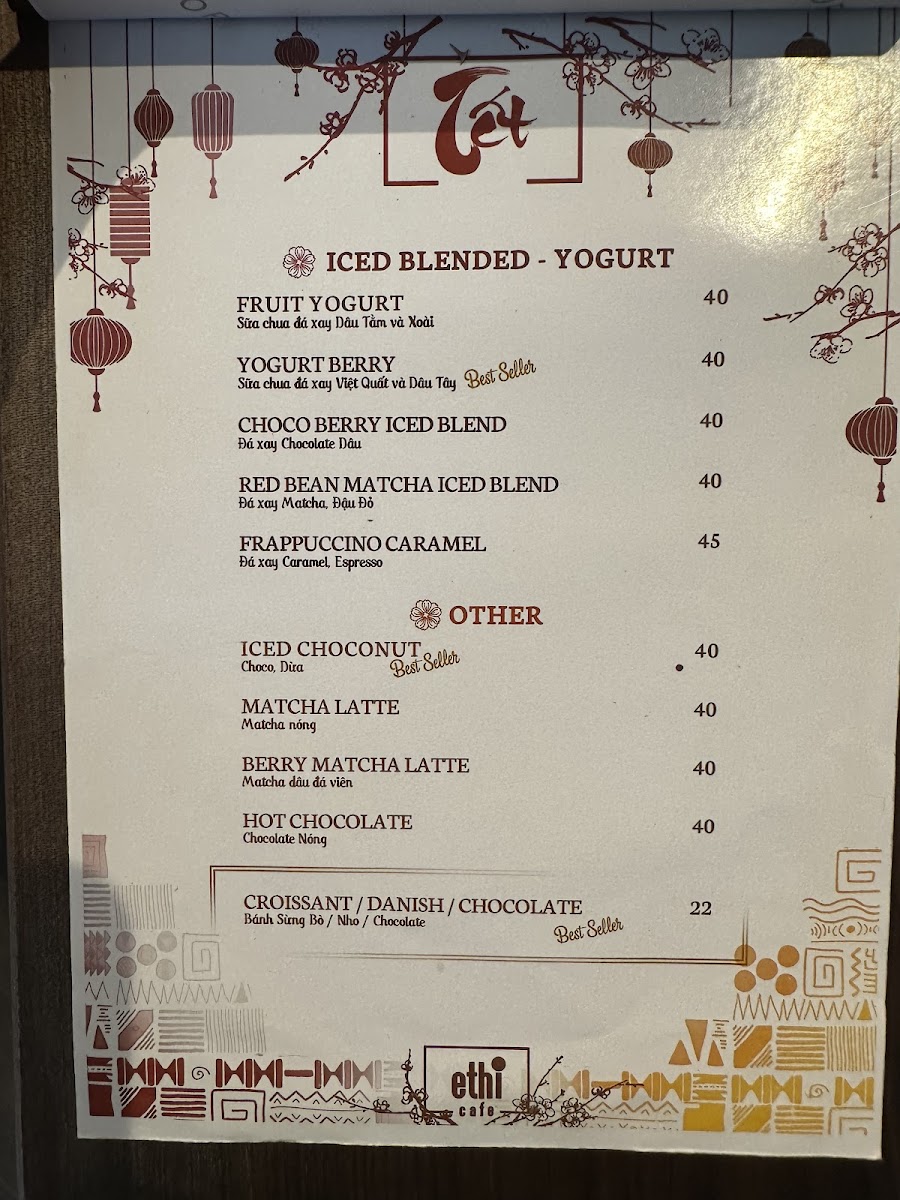 Tết
ICED BLENDED - YOGURT
FRUIT YOGURT 40
Sữa chua đá xay Dâu Tằm và Xoài
YOGURT BERRY 40
Sữa chua đá xay Việt Quất và Dâu Tây Best Seller
CHOCO BERRY ICED BLEND 40
Đá xay Chocolate Dâu
RED BEAN MATCHA ICED BLEND 40
Đá xay Matcha, Đậu Đỏ
FRAPPUCCINO CARAMEL 45
Đá xay Caramel, Espresso
OTHER
ICED CHOCONUT 40
Choco, Dừa Best Seller
MATCHA LATTE 40
Matcha nóng
BERRY MATCHA LATTE 40
Matcha dâu đá viên
HOT CHOCOLATE 40
Chocolate Nóng
CROISSANT / DANISH / CHOCOLATE 22
Bánh Sừng Bò / Nho / Chocolate
Best Seller
ethi
cafe